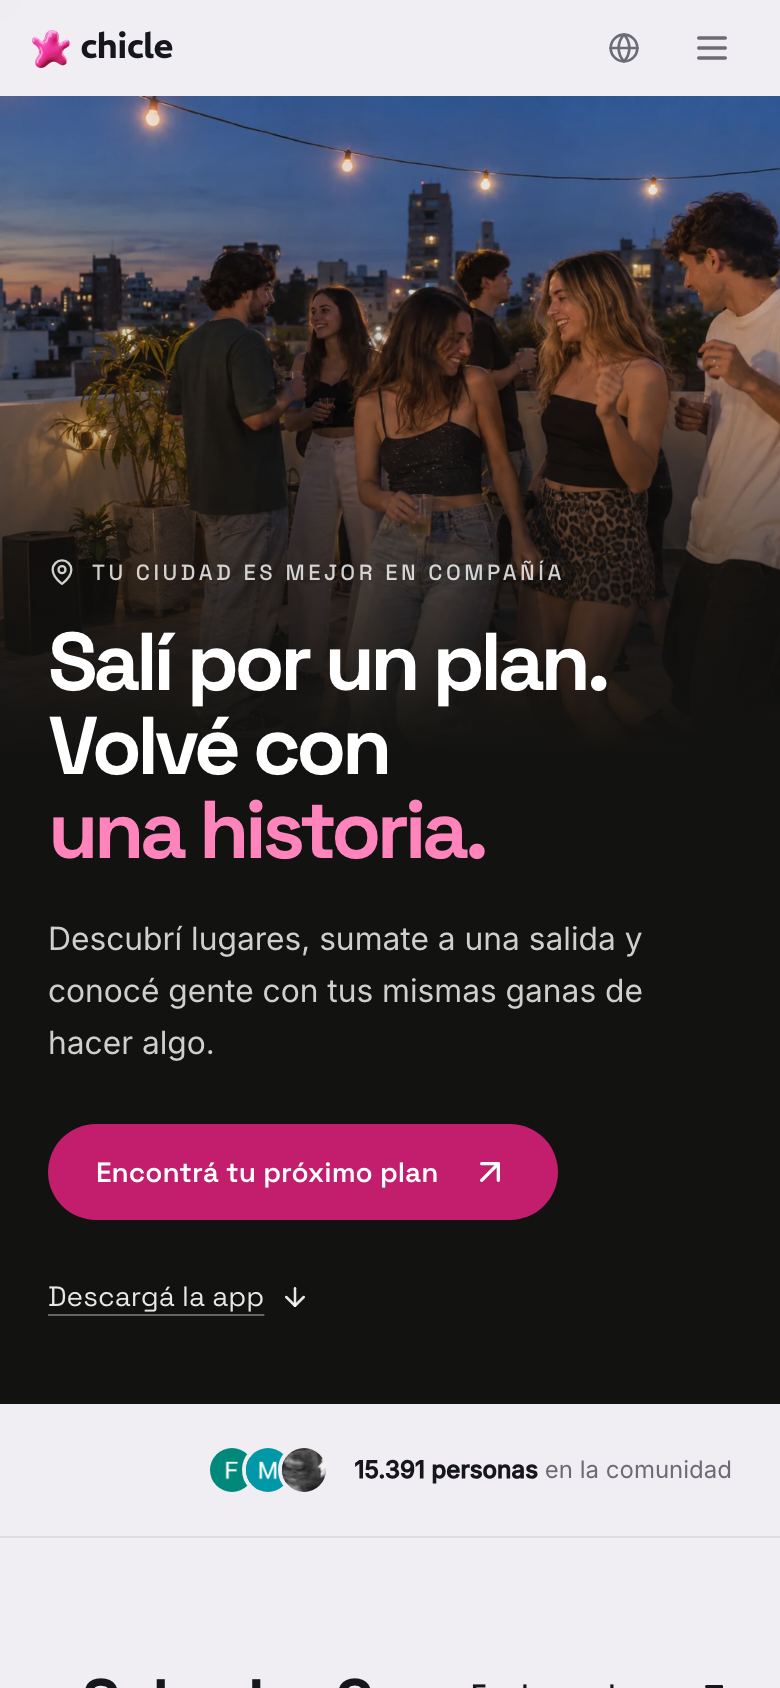 chicle
TU CIUDAD ES MEJOR EN COMPAÑÍA
Salí por un plan.
Volvé con
una historia.
Descubrí lugares, sumate a una salida y
conocé gente con tus mismas ganas de
hacer algo.
Encontrá tu próximo plan
Descargá la app
F M 15.391 personas en la comunidad